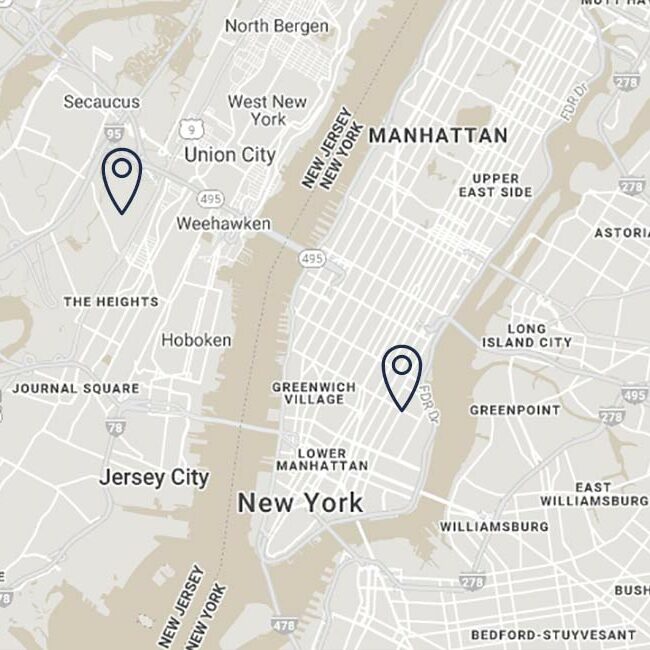 North Bergen
Secaucus
West New
York
95
9
MANHATTAN
FDR Dr
278
Union City
NEW JERSEY
NEW YORK
UPPER
EAST SIDE
278
495
Weehawken
ASTORIA
495
THE HEIGHTS
LONG
ISLAND CITY
Hoboken
JOURNAL SQUARE
GREENWICH
VILLAGE
FDR Dr
495
GREENPOINT
278
78
LOWER
MANHATTAN
Jersey City
New York
EAST
WILLIAMSBURG
WILLIAMSBURG
NEW JERSEY
NEW YORK
278
78
BUSH
478
BEDFORD-STUYVESANT